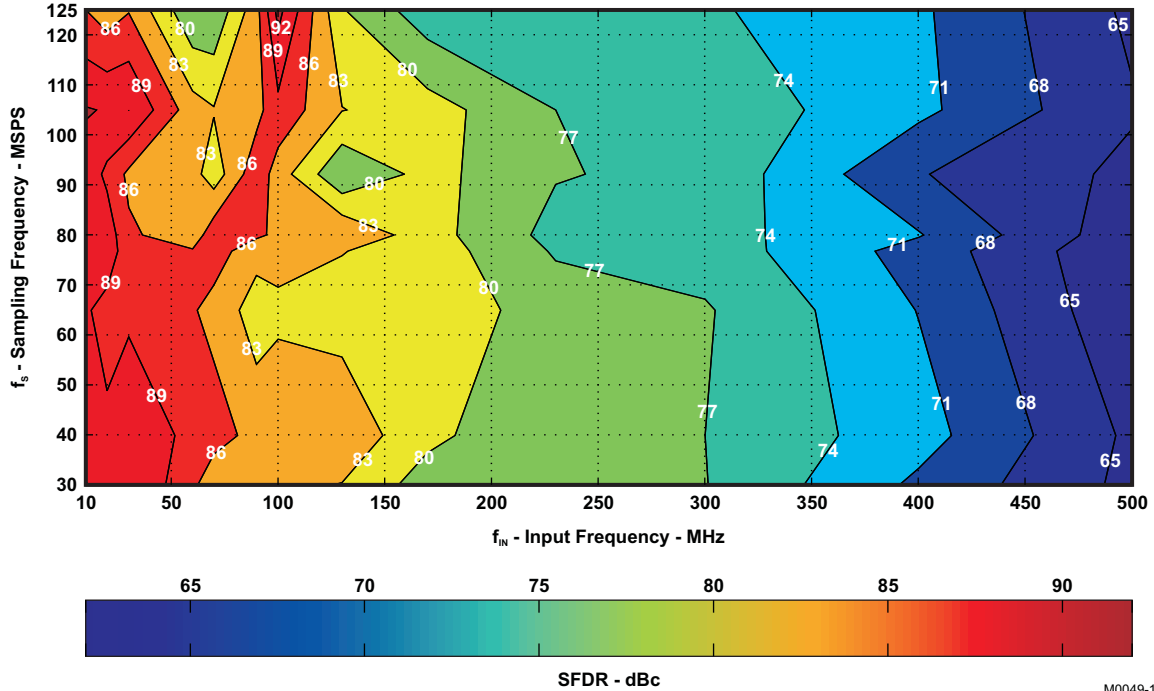 125
120
110
100
90
80
70
60
50
40
30
fS - Sampling Frequency - MSPS
86 80 92 65
89
83 86 83 80 74
89 71 68
77
83 86
86 80
83
86 74 71 68
77
89 80 65
83
89 77 71 68
86 83 80 74 65
10 50 100 150 200 250 300 350 400 450 500
fIN - Input Frequency - MHz
65 70 75 80 85 90
SFDR - dBc
M0049-1